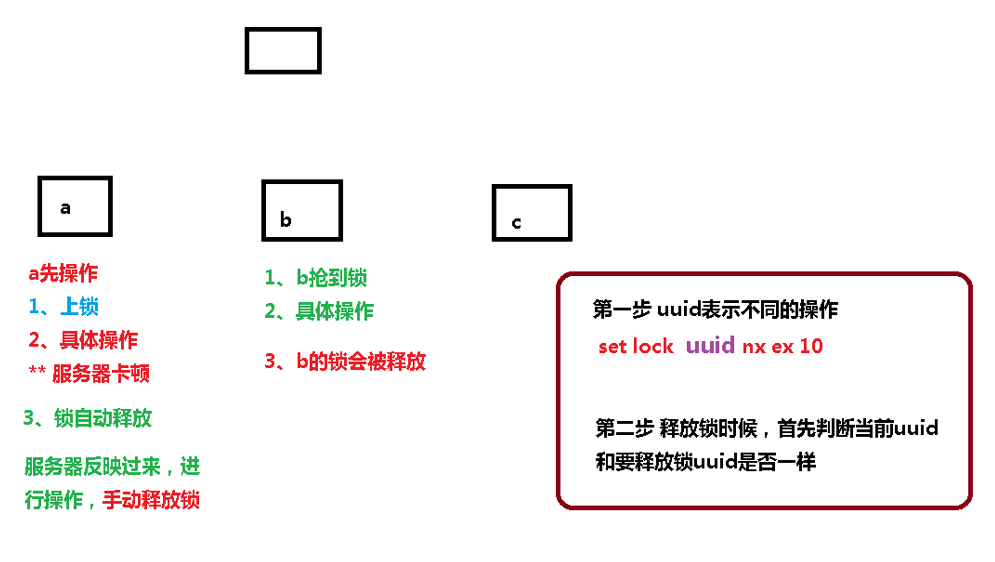 a
b
c
a先操作
1、上锁
2、具体操作
** 服务器卡顿
3、锁自动释放
服务器反映过来，进
行操作，手动释放锁
1、b抢到锁
2、具体操作
3、b的锁会被释放
第一步 uuid表示不同的操作
set lock uuid nx ex 10
第二步 释放锁时候，首先判断当前uuid
和要释放锁uuid是否一样